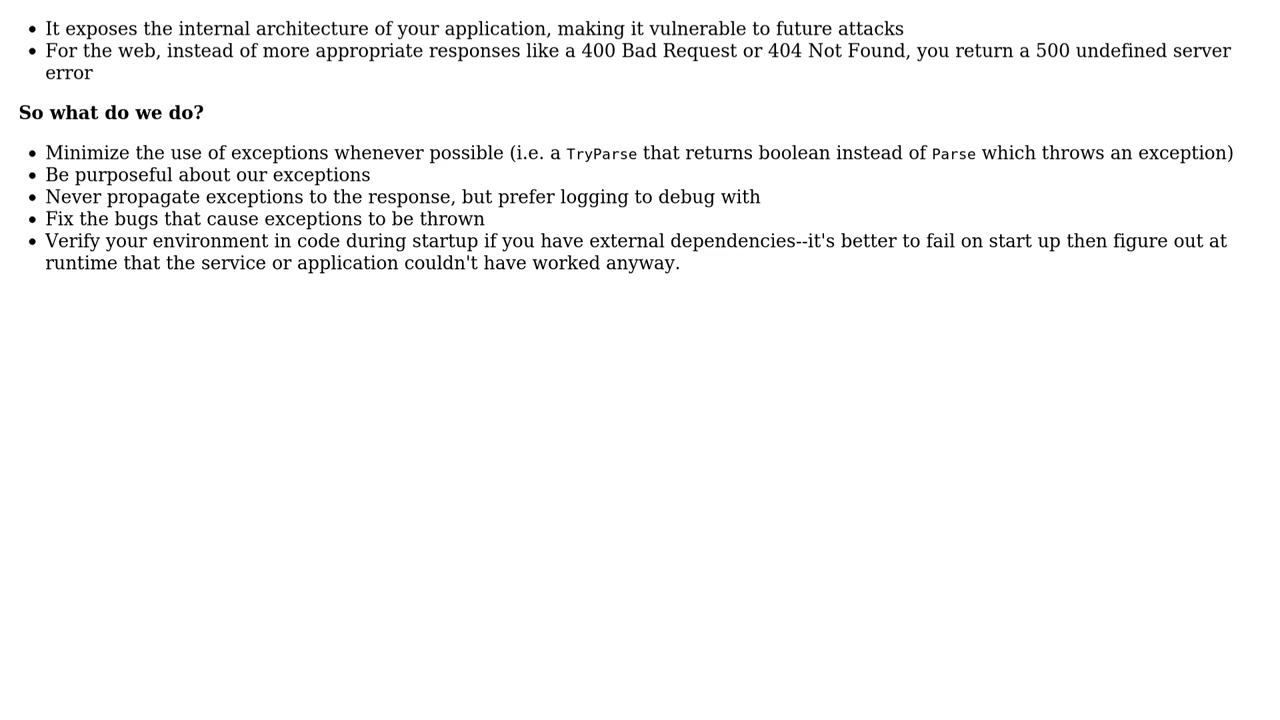 It exposes the internal architecture of your application, making it vulnerable to future attacks
For the web, instead of more appropriate responses like a 400 Bad Request or 404 Not Found, you return a 500 undefined server
error
So what do we do?
Minimize the use of exceptions whenever possible (i.e. a TryParse that returns boolean instead of Parse which throws an exception)
Be purposeful about our exceptions
Never propagate exceptions to the response, but prefer logging to debug with
Fix the bugs that cause exceptions to be thrown
Verify your environment in code during startup if you have external dependencies--it's better to fail on start up then figure out at
runtime that the service or application couldn't have worked anyway.